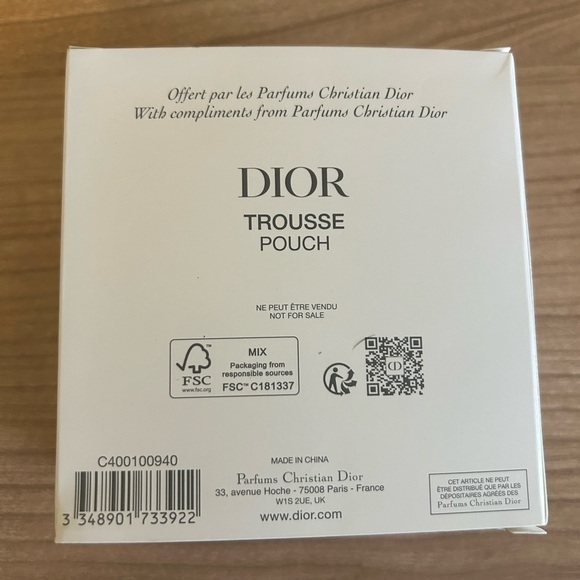 Offert par les Parfums Christian Dior
With compliments from Parfums Christian Dior
DIOR
TROUSSE
POUCH
NE PEUT ÊTRE VENDU
NOT FOR SALE
FSC
www.fsc.org
MIX
Packaging from
responsible sources
FSC™ C181337
CD
C400100940
3 348901 733922
MADE IN CHINA
Parfums Christian Dior
33, avenue Hoche - 75008 Paris - France
W1S 2UE, UK
www.dior.com
CET ARTICLE NE PEUT
ÊTRE DISTRIBUÉ QUE PAR LES
DÉPOSITAIRES AGRÉÉS DES
Parfums Christian Dior